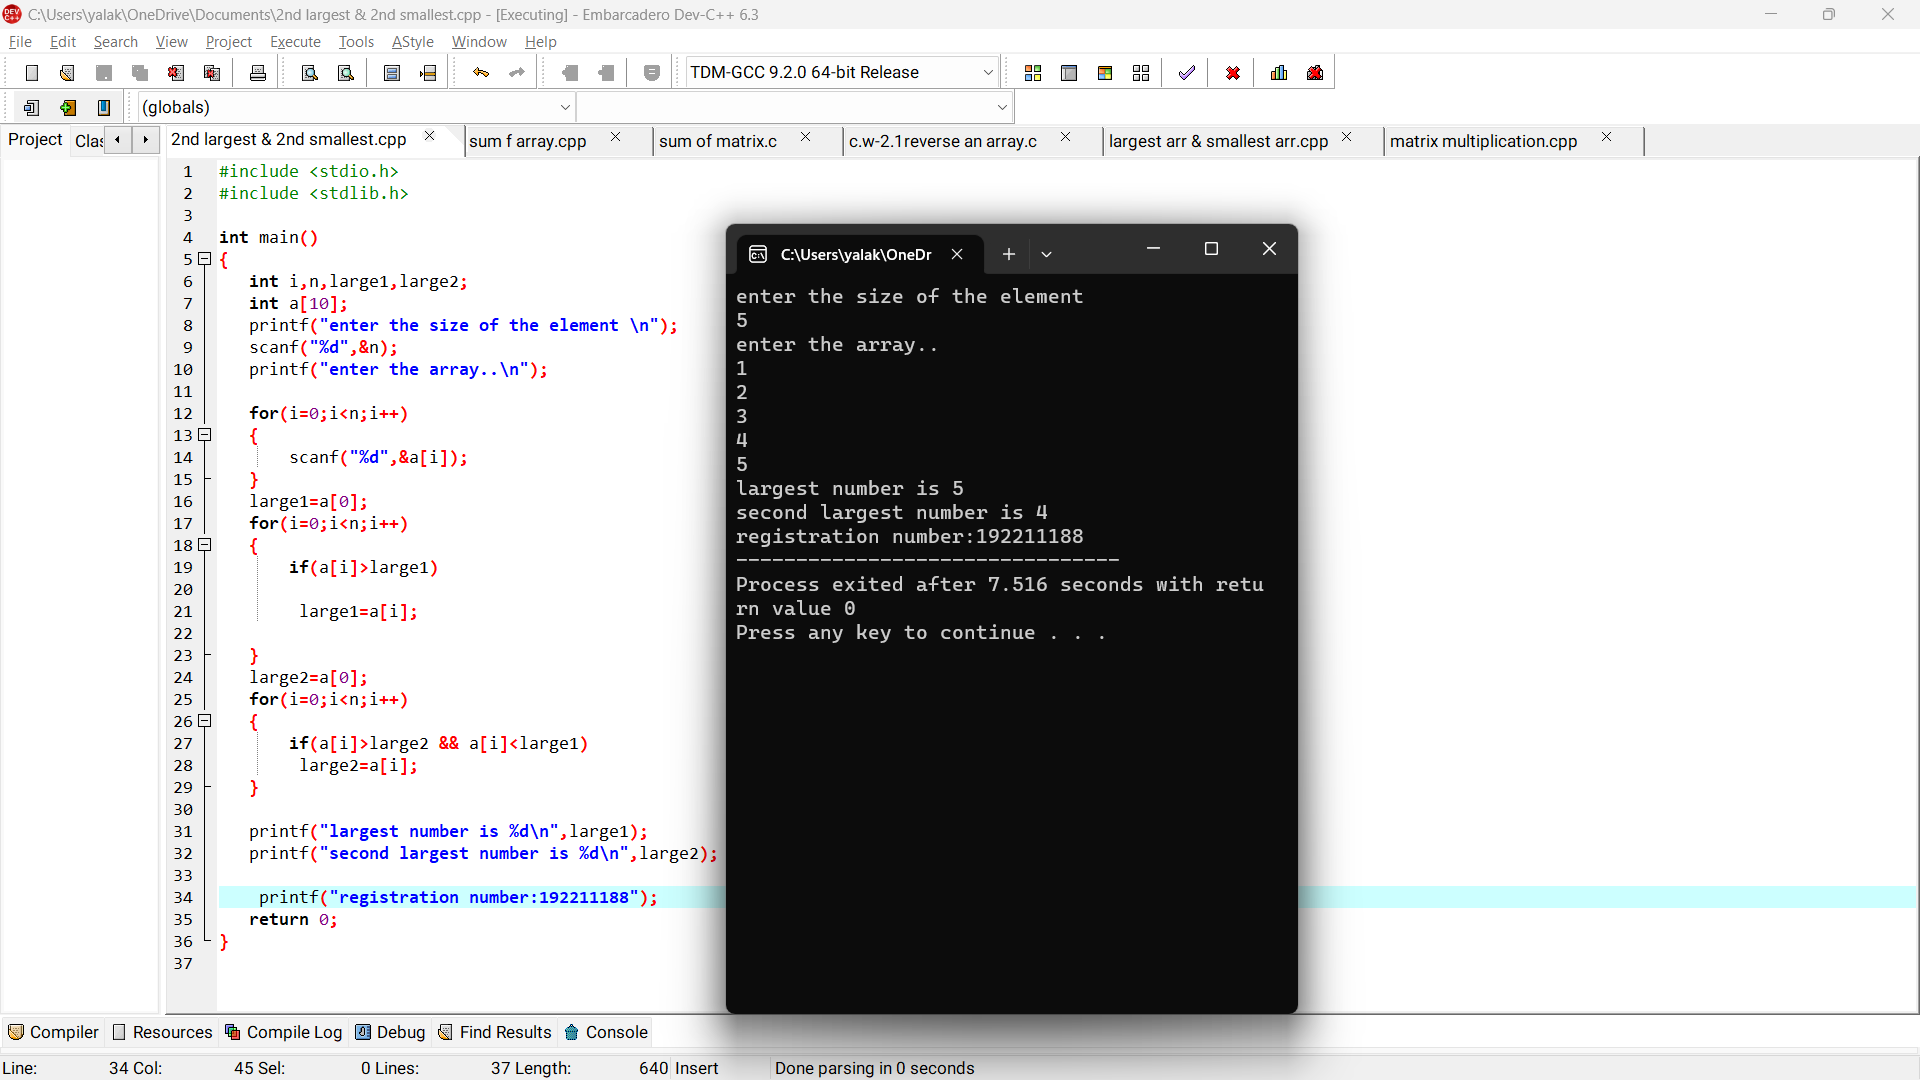 C:\Users\yalak\OneDrive\Documents\2nd largest & 2nd smallest.cpp - [Executing] - Embarcadero Dev-C++ 6.3
File Edit Search View Project Execute Tools AStyle Window Help
TDM-GCC 9.2.0 64-bit Release
(globals)
Project Clas 2nd largest & 2nd smallest.cpp sum f array.cpp sum of matrix.c c.w-2.1reverse an array.c largest arr & smallest arr.cpp matrix multiplication.cpp
1 #include <stdio.h>
2 #include <stdlib.h>
3
4 int main()
5 {
6 int i,n,large1,large2;
7 int a[10];
8 printf("enter the size of the element \n");
9 scanf("%d",&n);
10 printf("enter the array..\n");
11
12 for(i=0;i<n;i++)
13 {
14 scanf("%d",&a[i]);
15 }
16 large1=a[0];
17 for(i=0;i<n;i++)
18 {
19 if(a[i]>large1)
20
21 large1=a[i];
22
23 }
24 large2=a[0];
25 for(i=0;i<n;i++)
26 {
27 if(a[i]>large2 && a[i]<large1)
28 large2=a[i];
29 }
30
31 printf("largest number is %d\n",large1);
32 printf("second largest number is %d\n",large2);
33
34 printf("registration number:192211188");
35 return 0;
36 }
37
C:\Users\yalak\OneDr
enter the size of the element
5
enter the array..
1
2
3
4
5
largest number is 5
second largest number is 4
registration number:192211188
--------------------------------
Process exited after 7.516 seconds with retu
rn value 0
Press any key to continue . . .
Compiler Resources Compile Log Debug Find Results Console
Line: 34 Col: 45 Sel: 0 Lines: 37 Length: 640 Insert Done parsing in 0 seconds